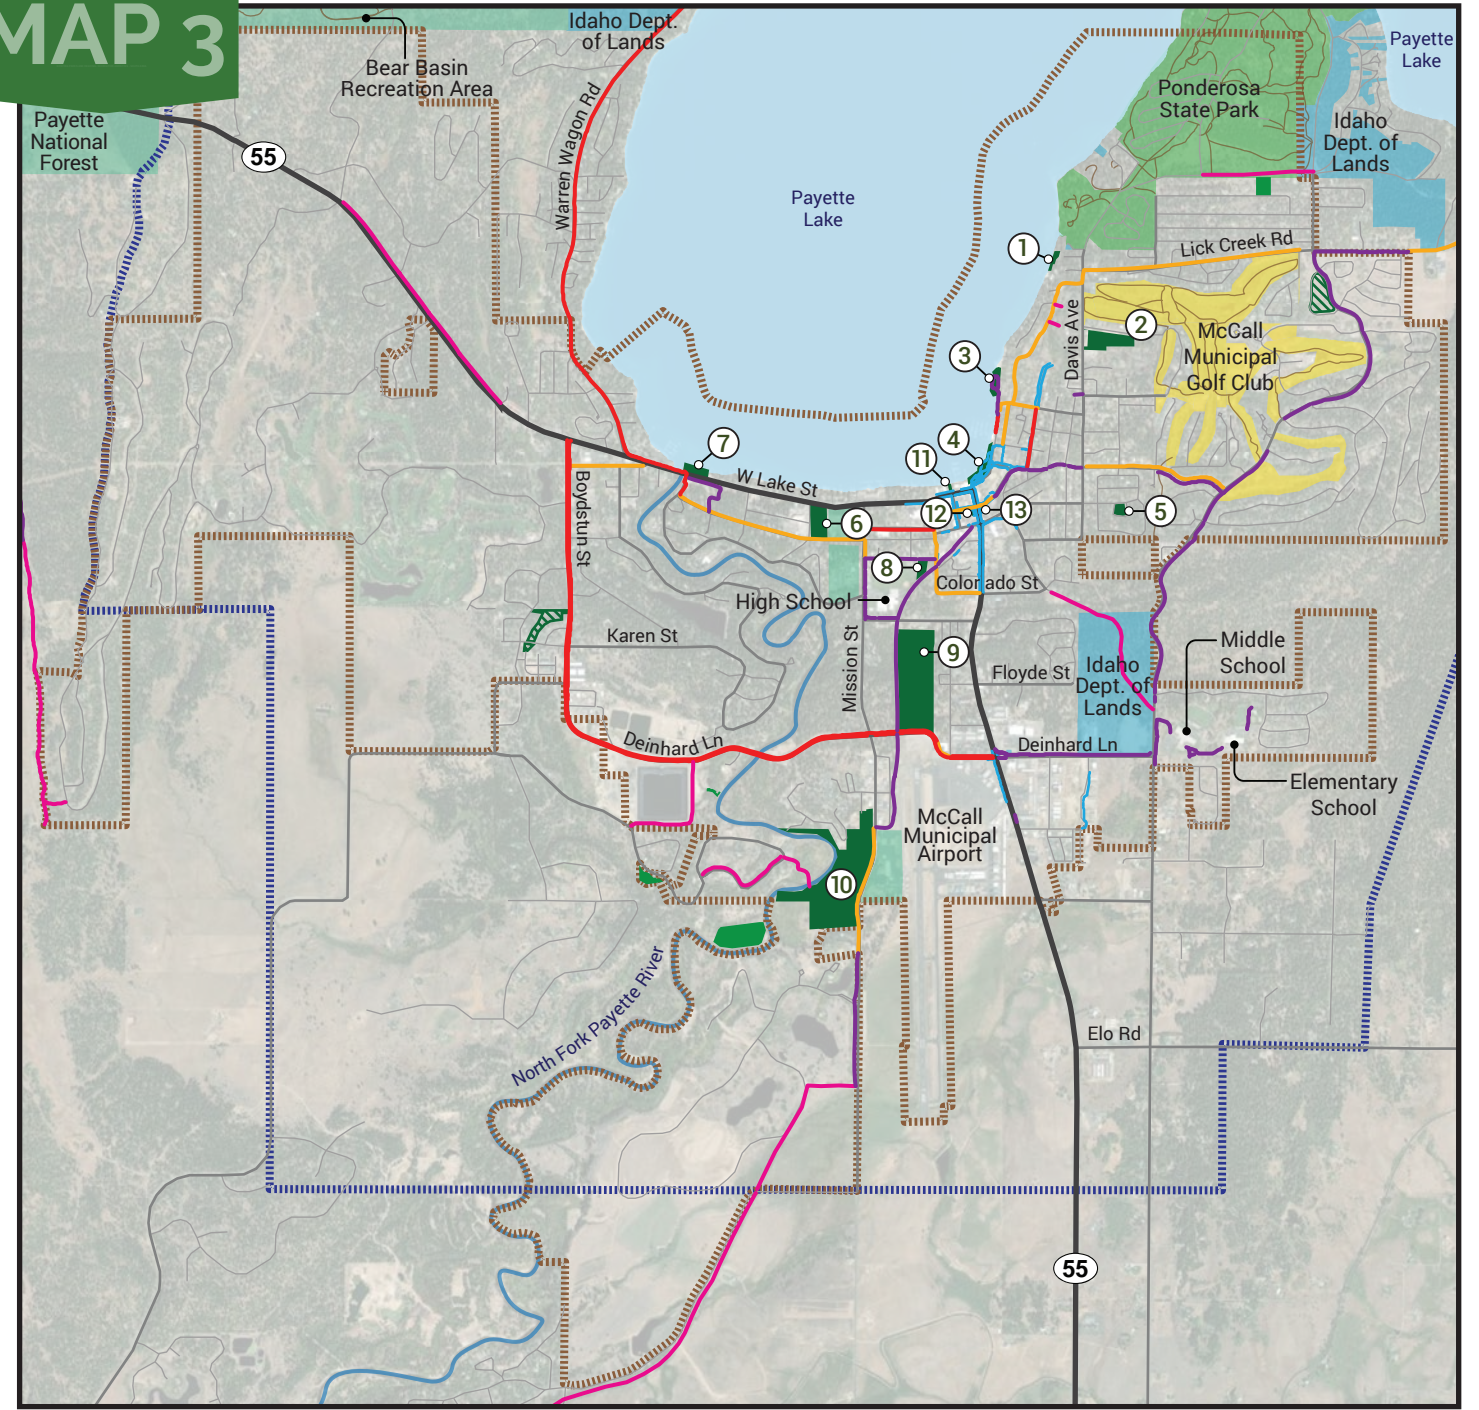 MAP 3
Idaho Dept.
of Lands
Bear Basin
Recreation Area
Payette
National
Forest
55
Warren Wagon Rd
Payette
Lake
Payette
Lake
Ponderosa
State Park
Idaho
Dept. of
Lands
Lick Creek Rd
1
2
Davis Ave
McCall
Municipal
Golf Club
3
4
7
11
W Lake St
Boydstun St
6
12
13
5
8
Colorado St
High School
Karen St
Mission St
9
Floyde St
Idaho
Dept. of
Lands
Middle
School
Deinhard Ln
Deinhard Ln
Elementary
School
McCall
Municipal
Airport
10
North Fork Payette River
Elo Rd
55